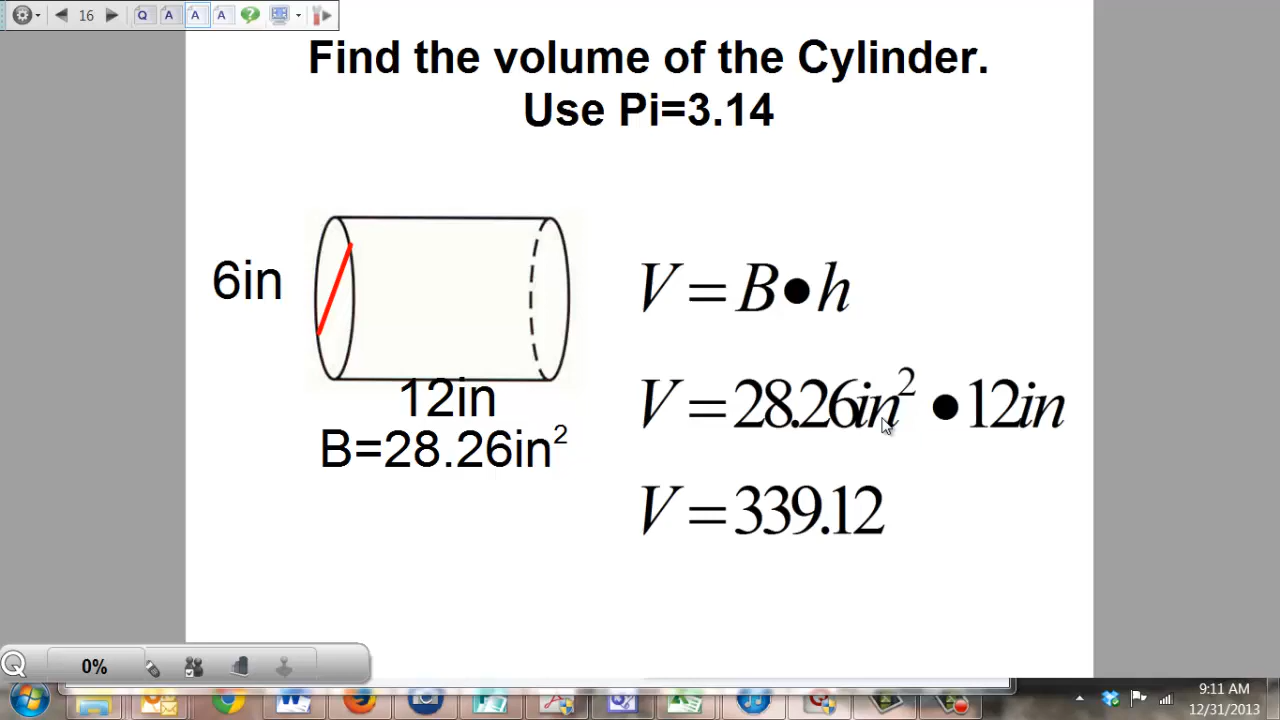 16 Q A A A ?
Find the volume of the Cylinder.
Use Pi=3.14
6in
12in
B=28.26in²
V = B•h
V = 28.26in² • 12in
V = 339.12
0%
9:11 AM
12/31/2013